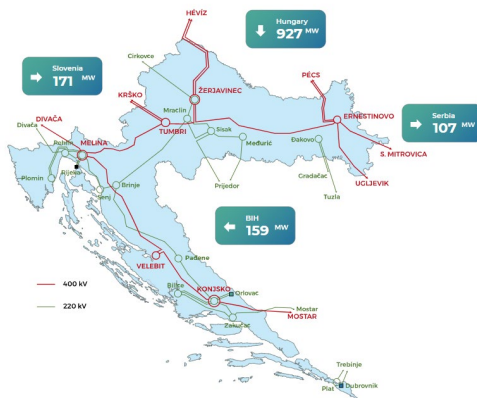 HÉVÍZ
Hungary
927 MW
Slovenia
171 MW
Cirkovce
PÉCS
KRŠKO
ŽERJAVINEC
Mraclin
DIVAČA
Divača
TUMBRI
ERNESTINOVO
Serbia
107 MW
Sisak
Međurić
Đakovo
MELINA
Pehlin
S. MITROVICA
Rijeka
Plomin
Brinje
Prijedor
Gradačac
UGLJEVIK
Senj
Tuzla
BIH
159 MW
Pađene
VELEBIT
400 kV
Bilice
KONJSKO
Orlovac
220 kV
Mostar
MOSTAR
Zakučac
Trebinje
Plat
Dubrovnik